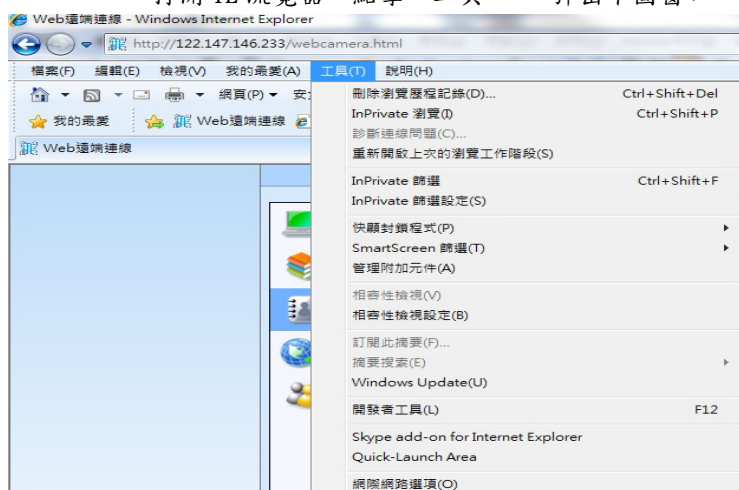 Web遠端連線 - Windows Internet Explorer
http://122.147.146.233/webcamera.html
檔案(F) 編輯(E) 檢視(V) 我的最愛(A) 工具(T) 說明(H)
網頁(P)
我的最愛 Web遠端連線
Web遠端連線
刪除瀏覽歷程記錄(D)... Ctrl+Shift+Del
InPrivate 瀏覽(I) Ctrl+Shift+P
診斷連線問題(C)...
重新開啟上次的瀏覽工作階段(S)
InPrivate 篩選 Ctrl+Shift+F
InPrivate 篩選設定(S)
快顯封鎖程式(P)
SmartScreen 篩選(T)
管理附加元件(A)
相容性檢視(V)
相容性檢視設定(B)
訂閱此摘要(F)...
摘要搜索(E)
Windows Update(U)
開發者工具(L) F12
Skype add-on for Internet Explorer
Quick-Launch Area
網際網路選項(O)